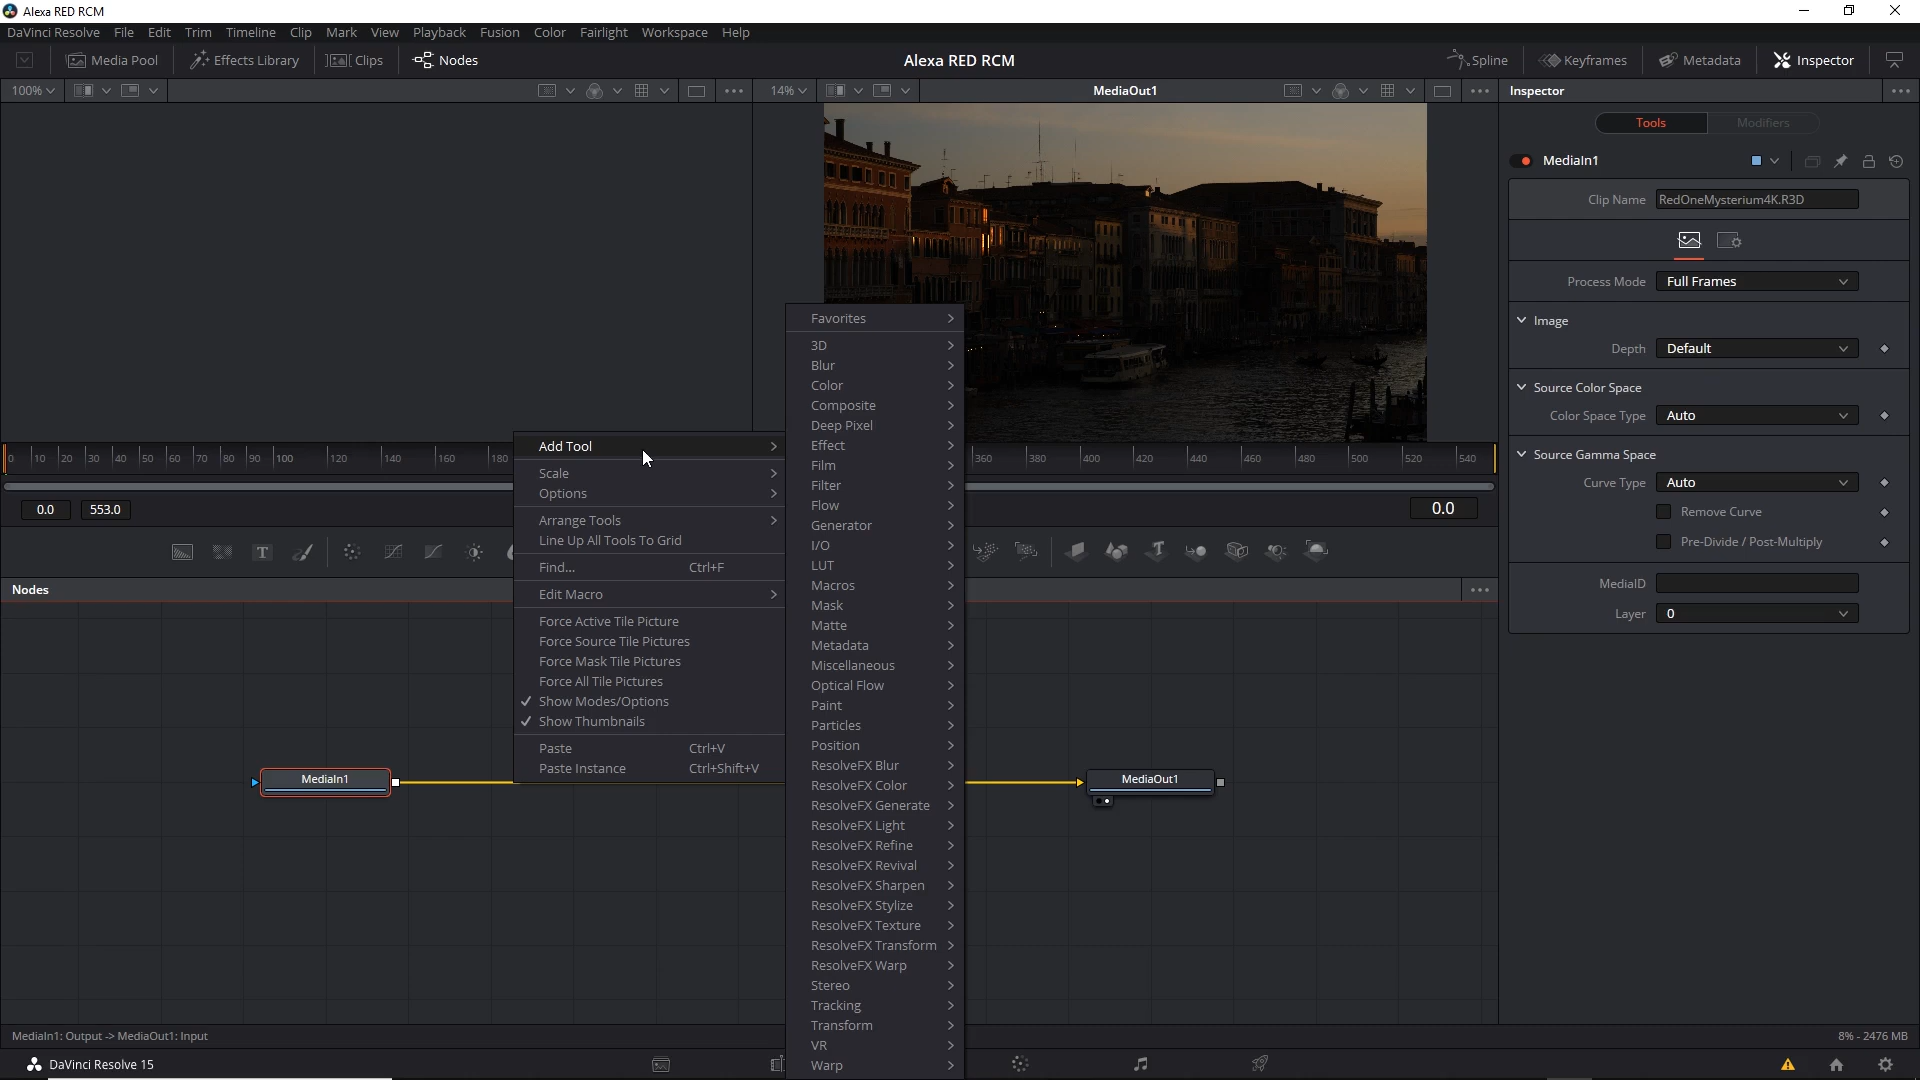 Alexa RED RCM
DaVinci Resolve File Edit Trim Timeline Clip Mark View Playback Fusion Color Fairlight Workspace Help
Media Pool Effects Library Clips Nodes Alexa RED RCM Spline Keyframes Metadata Inspector
100% 14% MediaOut1 Inspector
Tools Modifiers
MediaIn1
Clip Name RedOneMysterium4K.R3D
Process Mode Full Frames
Image
Depth Default
Source Color Space
Color Space Type Auto
Source Gamma Space
Curve Type Auto
Remove Curve
Pre-Divide / Post-Multiply
MediaID
Layer 0
0 10 20 30 40 50 60 70 80 90 100 120 140 160 180 360 380 400 420 440 460 480 500 520 540
0.0 553.0 0.0
Add Tool
Scale
Options
Arrange Tools
Line Up All Tools To Grid
Find... Ctrl+F
Edit Macro
Force Active Tile Picture
Force Source Tile Pictures
Force Mask Tile Pictures
Force All Tile Pictures
Show Modes/Options
Show Thumbnails
Paste Ctrl+V
Paste Instance Ctrl+Shift+V
Favorites
3D
Blur
Color
Composite
Deep Pixel
Effect
Film
Filter
Flow
Generator
I/O
LUT
Macros
Mask
Matte
Metadata
Miscellaneous
Optical Flow
Paint
Particles
Position
ResolveFX Blur
ResolveFX Color
ResolveFX Generate
ResolveFX Light
ResolveFX Refine
ResolveFX Revival
ResolveFX Sharpen
ResolveFX Stylize
ResolveFX Texture
ResolveFX Transform
ResolveFX Warp
Stereo
Tracking
Transform
VR
Warp
Nodes
MediaIn1 MediaOut1
MediaIn1: Output -> MediaOut1: Input 8% - 2476 MB
DaVinci Resolve 15